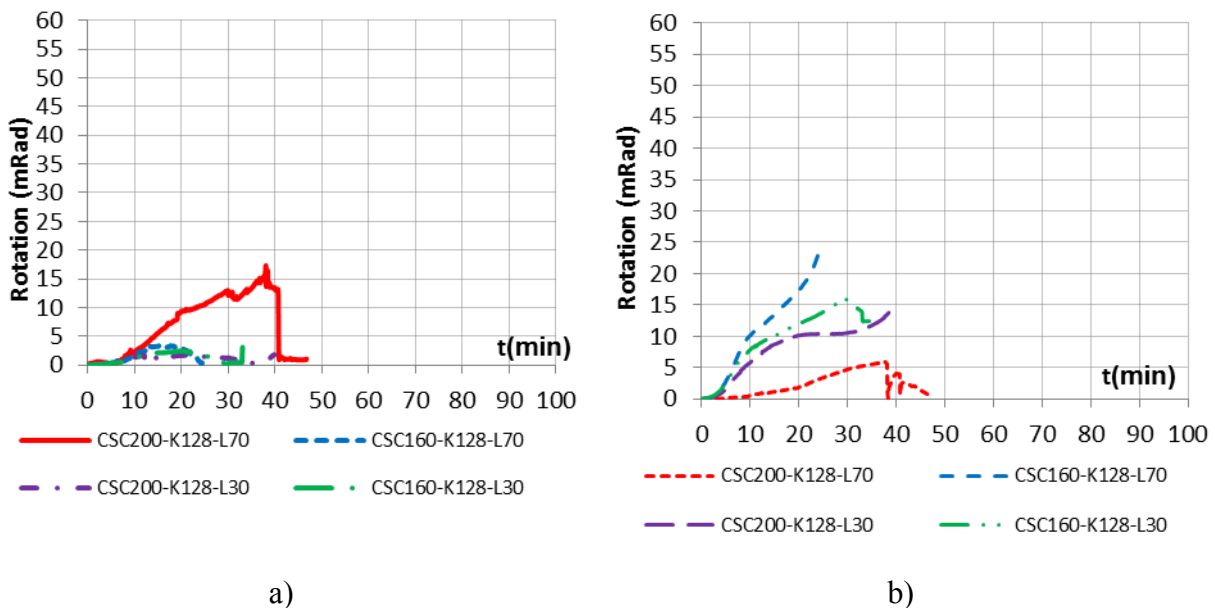 60
55
50
45
40
35
30
25
20
15
10
5
0
Rotation (mRad)
t(min)
0 10 20 30 40 50 60 70 80 90 100
CSC200-K128-L70 CSC160-K128-L70
CSC200-K128-L30 CSC160-K128-L30
a)
60
55
50
45
40
35
30
25
20
15
10
5
0
Rotation (mRad)
t(min)
0 10 20 30 40 50 60 70 80 90 100
CSC200-K128-L70 CSC160-K128-L70
CSC200-K128-L30 CSC160-K128-L30
b)